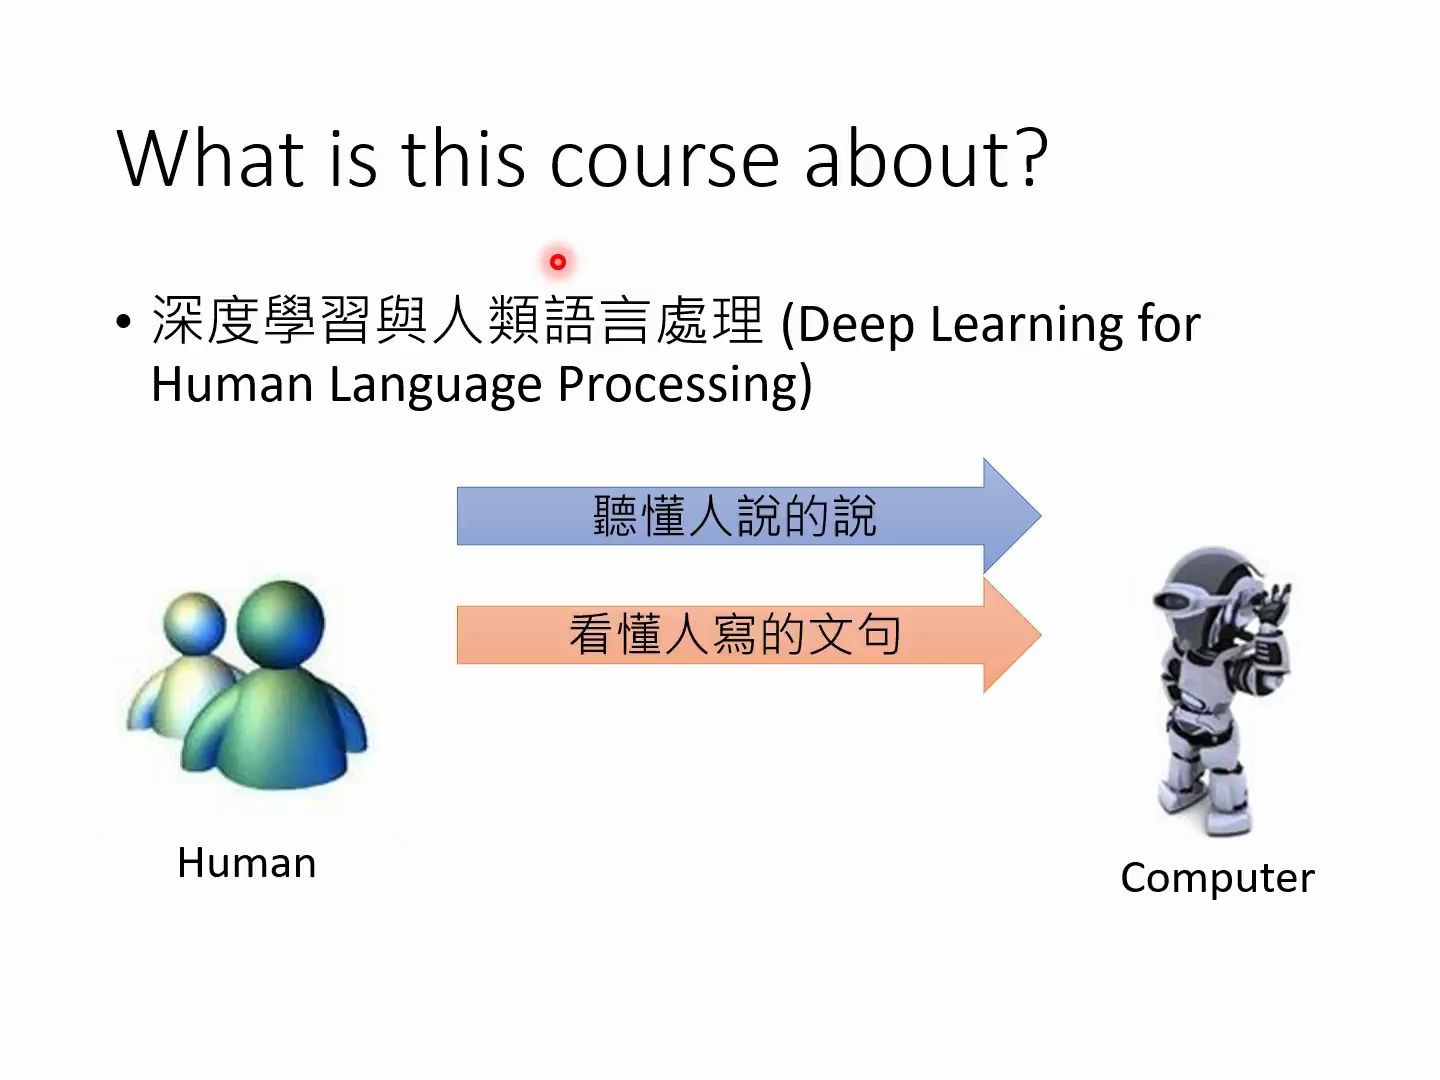 What is this course about?
• 深度學習與人類語言處理 (Deep Learning for
Human Language Processing)
聽懂人說的說
看懂人寫的文句
Human
Computer